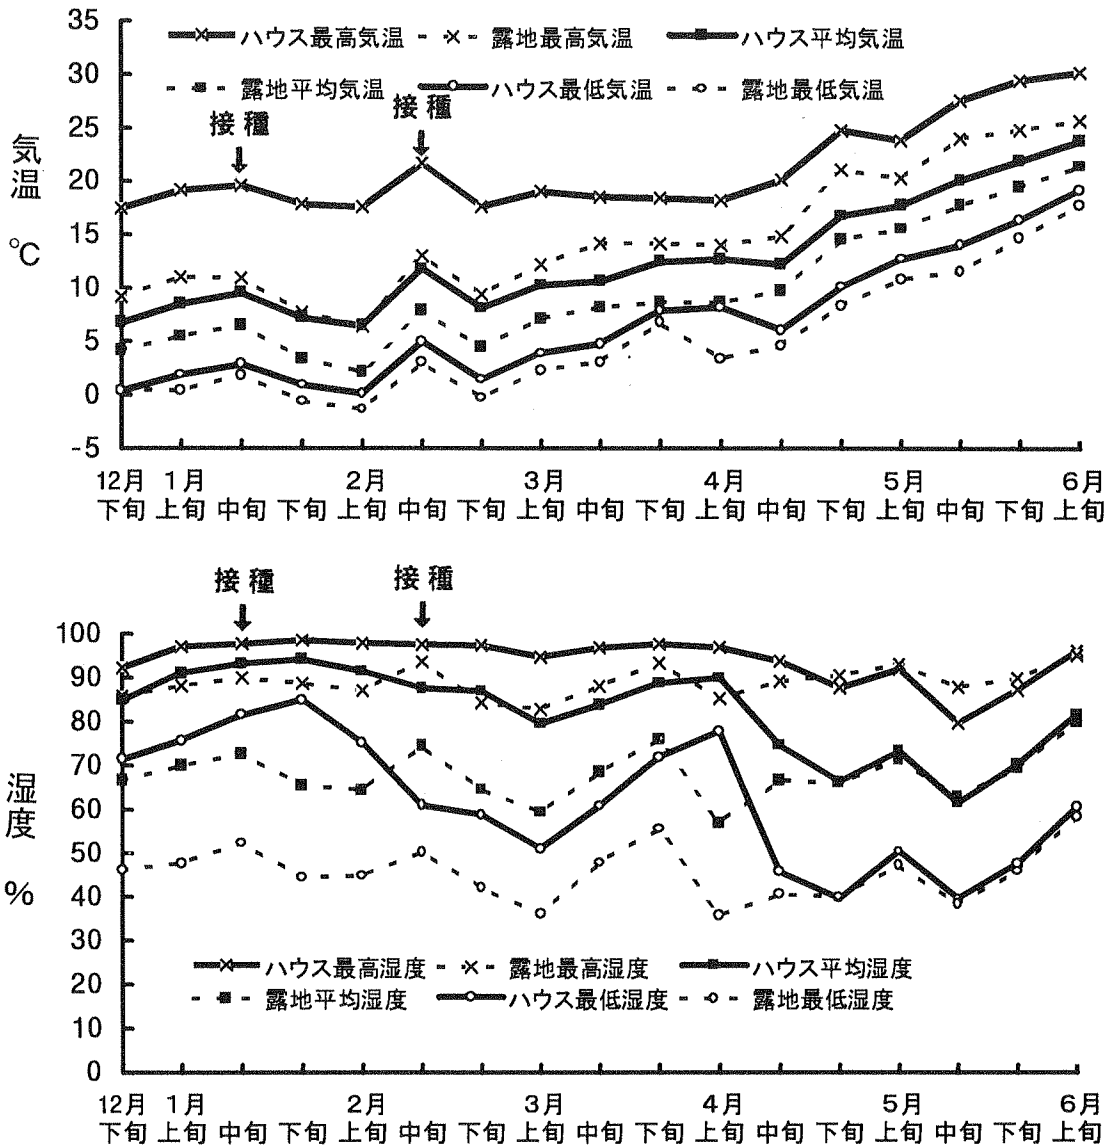 35
30
25
20
15
10
5
0
-5
気温
℃
ハウス最高気温 露地最高気温 ハウス平均気温
露地平均気温 ハウス最低気温 露地最低気温
接種 接種
12月 1月 2月 3月 4月 5月 6月
下旬 上旬 中旬 下旬 上旬 中旬 下旬 上旬 中旬 下旬 上旬 中旬 下旬 上旬 中旬 下旬 上旬
接種 接種
100
90
80
70
60
50
40
30
20
10
0
湿度
%
ハウス最高湿度 露地最高湿度 ハウス平均湿度
露地平均湿度 ハウス最低湿度 露地最低湿度
12月 1月 2月 3月 4月 5月 6月
下旬 上旬 中旬 下旬 上旬 中旬 下旬 上旬 中旬 下旬 上旬 中旬 下旬 上旬 中旬 下旬 上旬